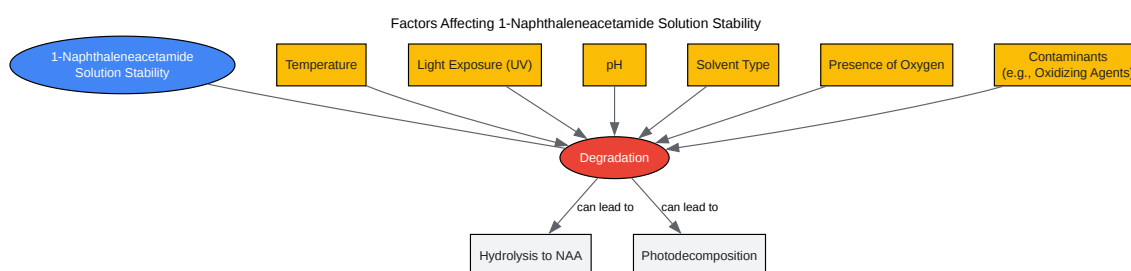 Factors Affecting 1-Naphthaleneacetamide Solution Stability
1-Naphthaleneacetamide
Solution Stability
Temperature
Light Exposure (UV)
pH
Solvent Type
Presence of Oxygen
Contaminants
(e.g., Oxidizing Agents)
Degradation
can lead to
can lead to
Hydrolysis to NAA
Photodecomposition